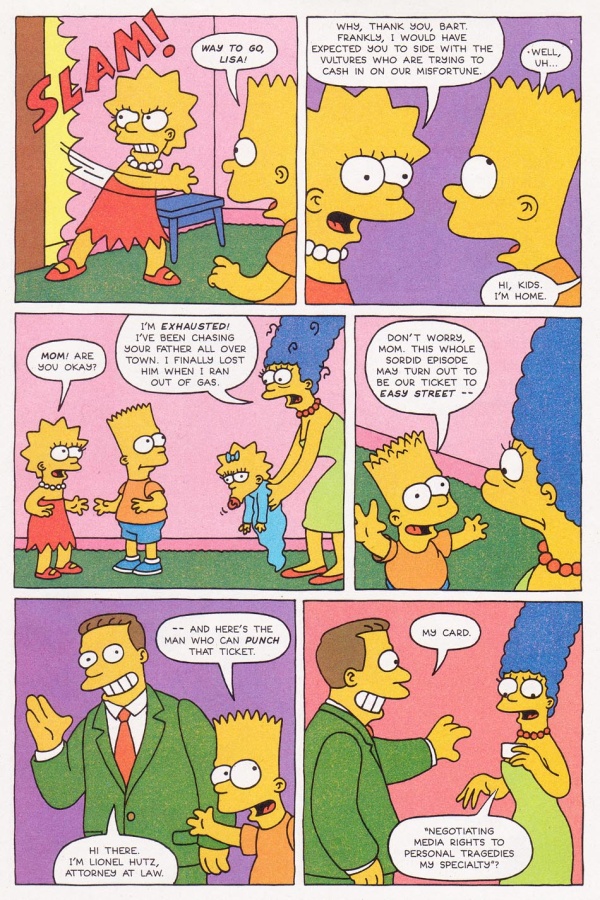 SLAM!
WAY TO GO,
LISA!
WHY, THANK YOU, BART.
FRANKLY, I WOULD HAVE
EXPECTED YOU TO SIDE WITH THE
VULTURES WHO ARE TRYING TO
CASH IN ON OUR MISFORTUNE.
·WELL,
UH...
HI, KIDS.
I'M HOME.
MOM! ARE
YOU OKAY?
I'M EXHAUSTED!
I'VE BEEN CHASING
YOUR FATHER ALL OVER
TOWN. I FINALLY LOST
HIM WHEN I RAN
OUT OF GAS.
DON'T WORRY,
MOM. THIS WHOLE
SORDID EPISODE
MAY TURN OUT TO
BE OUR TICKET TO
EASY STREET --
-- AND HERE'S THE
MAN WHO CAN PUNCH
THAT TICKET.
HI THERE.
I'M LIONEL HUTZ,
ATTORNEY AT LAW.
MY CARD.
"NEGOTIATING
MEDIA RIGHTS TO
PERSONAL TRAGEDIES
MY SPECIALTY"?